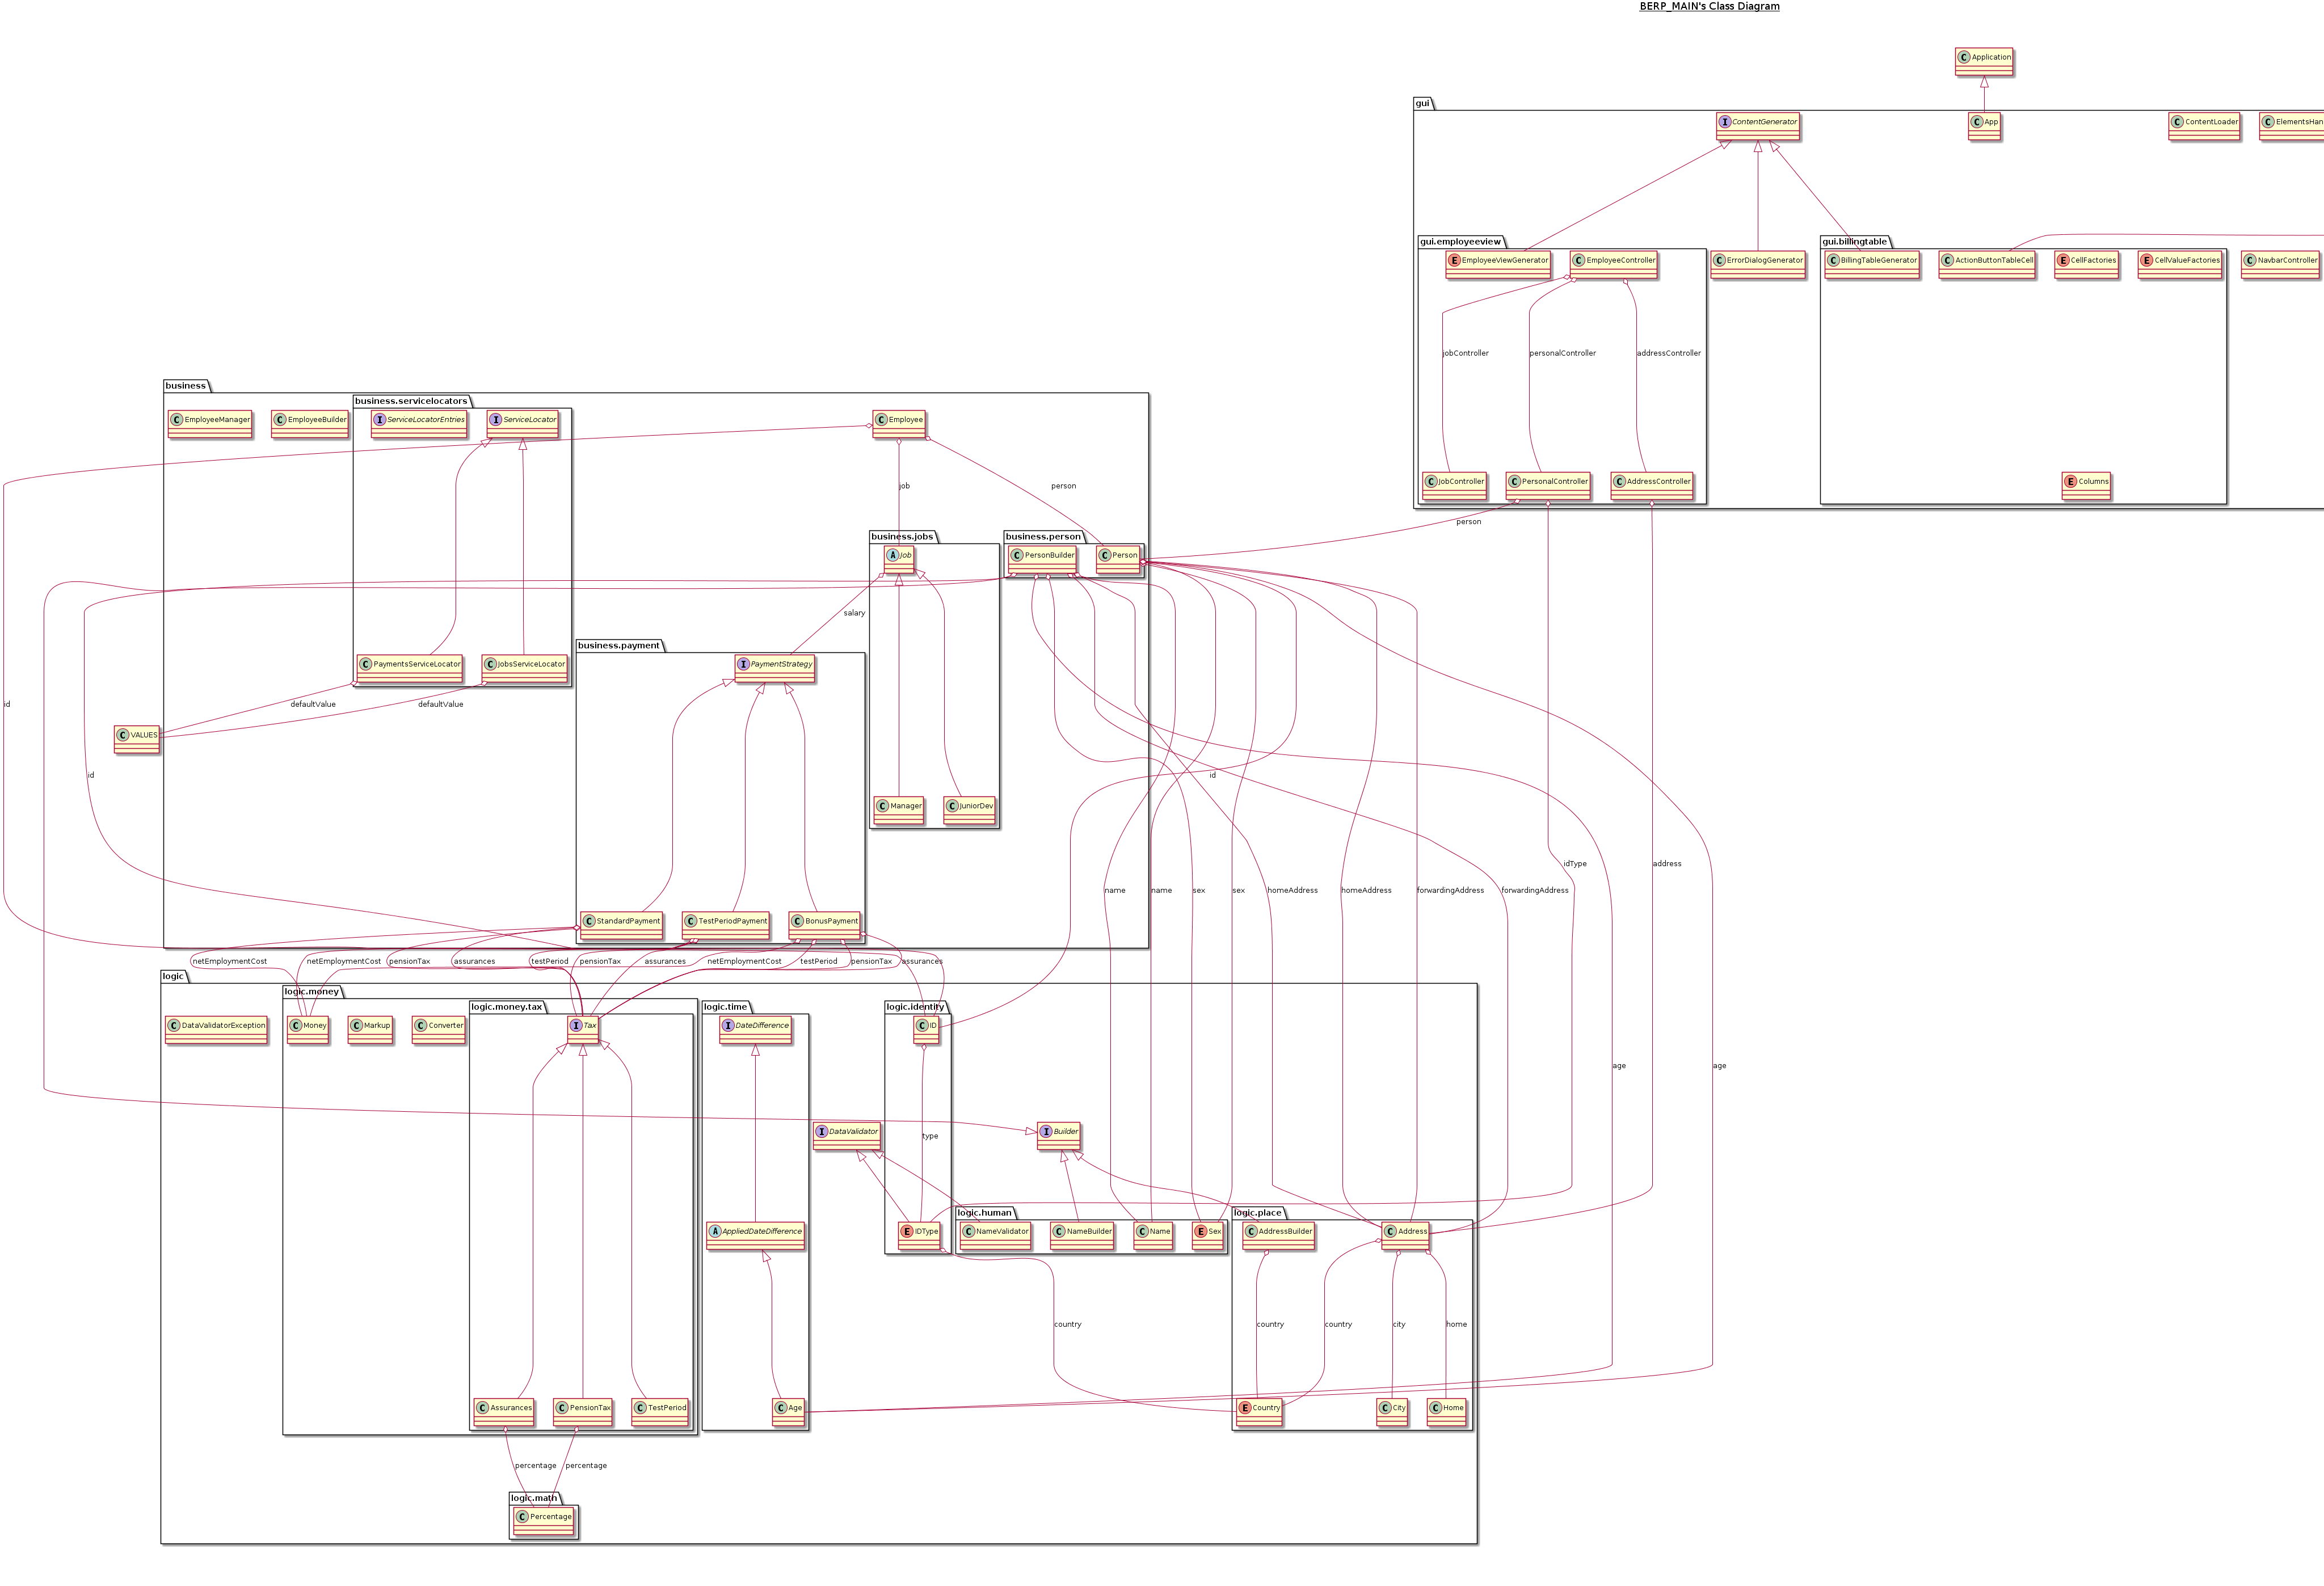 BERP_MAIN's Class Diagram
C Application
gui
I ContentGenerator
C App
C ContentLoader
C ElementsHan
gui.employeeview
E EmployeeViewGenerator
C EmployeeController
C ErrorDialogGenerator
gui.billingtable
C BillingTableGenerator
C ActionButtonTableCell
E CellFactories
E CellValueFactories
C NavbarController
jobController
personalController
addressController
business
C EmployeeManager
C EmployeeBuilder
business.servicelocators
I ServiceLocatorEntries
I ServiceLocator
C Employee
C JobController
C PersonalController
C AddressController
E Columns
job
person
person
business.jobs
A Job
business.person
C PersonBuilder
C Person
salary
business.payment
C PaymentsServiceLocator
C JobsServiceLocator
I PaymentStrategy
id
defaultValue
defaultValue
C VALUES
id
id
C Manager
C JuniorDev
idType
address
name
name
sex
sex
homeAddress
homeAddress
forwardingAddress
forwardingAddress
C StandardPayment
C TestPeriodPayment
C BonusPayment
netEmploymentCost
netEmploymentCost
pensionTax
assurances
testPeriod
pensionTax
assurances
netEmploymentCost
testPeriod
pensionTax
assurances
logic
logic.money
logic.money.tax
logic.time
logic.identity
C DataValidatorException
C Money
C Markup
C Converter
I Tax
I DateDifference
C ID
age
age
I DataValidator
type
I Builder
logic.human
logic.place
A AppliedDateDifference
E IDType
C NameValidator
C NameBuilder
C Name
E Sex
C AddressBuilder
C Address
country
country
country
city
home
C Assurances
C PensionTax
C TestPeriod
C Age
E Country
C City
C Home
percentage
percentage
logic.math
C Percentage